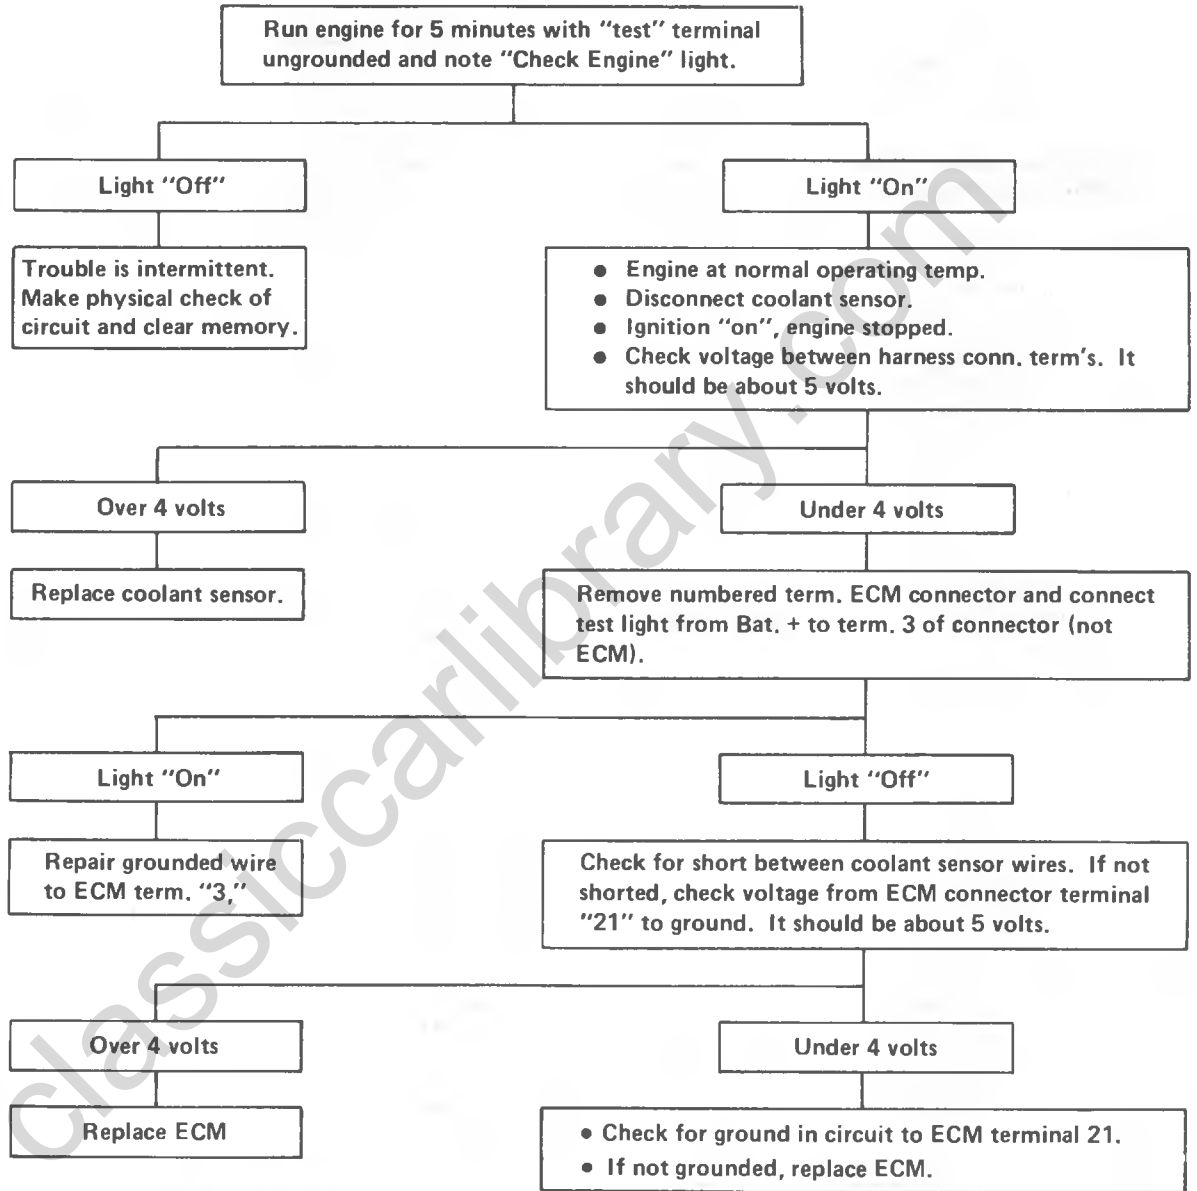 Run engine for 5 minutes with "test" terminal
ungrounded and note "Check Engine" light.
Light "Off"
Light "On"
Trouble is intermittent.
Make physical check of
circuit and clear memory.
● Engine at normal operating temp.
● Disconnect coolant sensor.
● Ignition "on", engine stopped.
● Check voltage between harness conn. term's. It
should be about 5 volts.
Over 4 volts
Under 4 volts
Replace coolant sensor.
Remove numbered term. ECM connector and connect
test light from Bat. + to term. 3 of connector (not
ECM).
Light "On"
Light "Off"
Repair grounded wire
to ECM term. "3,"
Check for short between coolant sensor wires. If not
shorted, check voltage from ECM connector terminal
"21" to ground. It should be about 5 volts.
Over 4 volts
Under 4 volts
Replace ECM
● Check for ground in circuit to ECM terminal 21.
● If not grounded, replace ECM.
classiccarlibrary.com